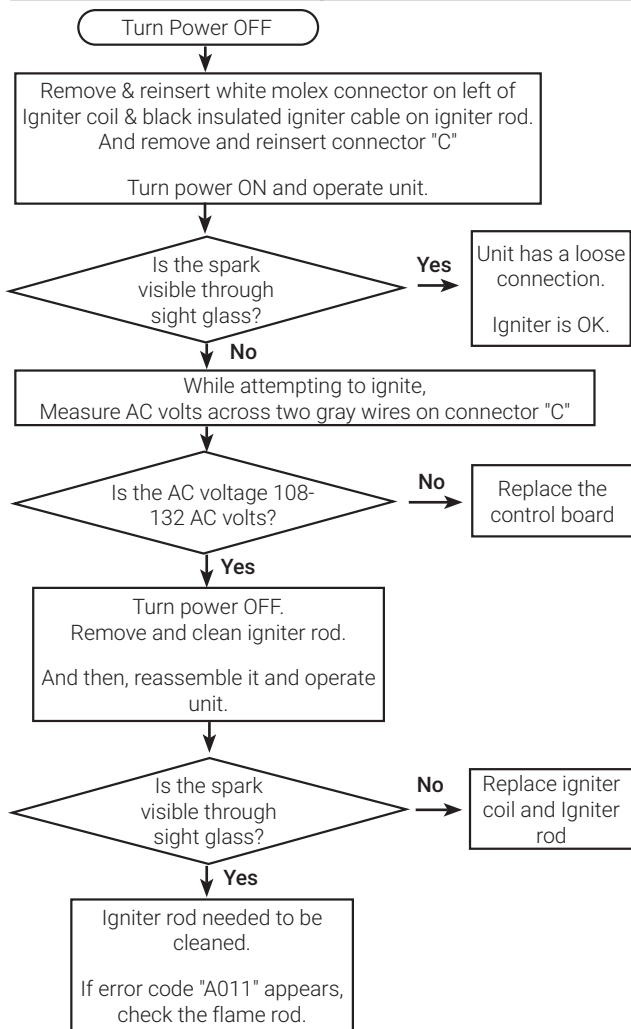 Turn Power OFF
Remove & reinsert white molex connector on left of
Igniter coil & black insulated igniter cable on igniter rod.
And remove and reinsert connector "C"
Turn power ON and operate unit.
Is the spark
visible through
sight glass?
Yes
Unit has a loose
connection.
Igniter is OK.
No
While attempting to ignite,
Measure AC volts across two gray wires on connector "C"
Is the AC voltage 108-
132 AC volts?
No
Replace the
control board
Yes
Turn power OFF.
Remove and clean igniter rod.
And then, reassemble it and operate
unit.
Is the spark
visible through
sight glass?
No
Replace igniter
coil and Igniter
rod
Yes
Igniter rod needed to be
cleaned.
If error code "A011" appears,
check the flame rod.